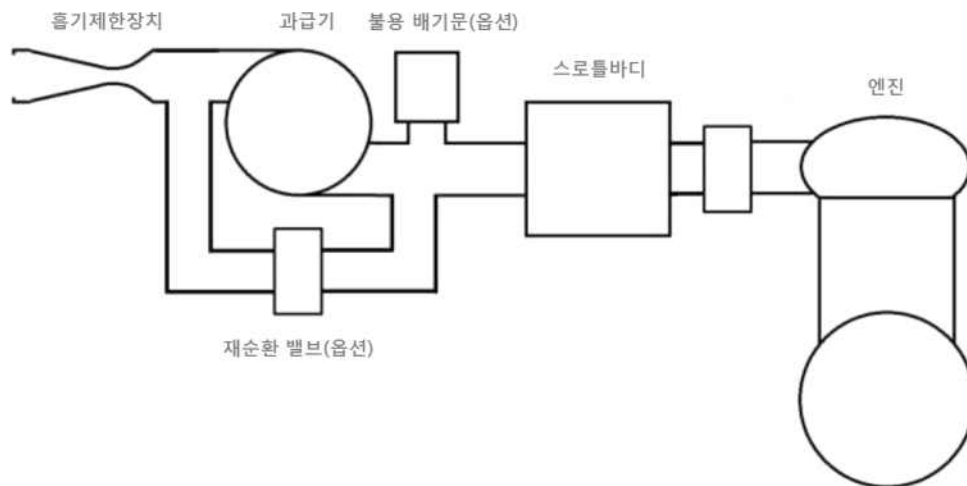 흡기제한장치
과급기
불용 배기문(옵션)
스로틀바디
엔진
재순환 밸브(옵션)